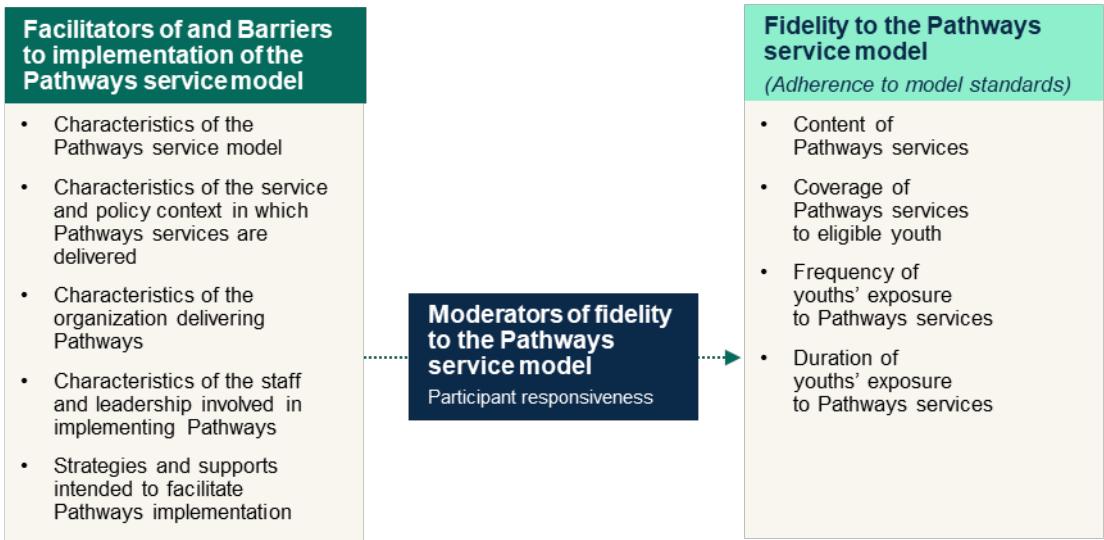 Facilitators of and Barriers
to implementation of the
Pathways service model
• Characteristics of the
Pathways service model
• Characteristics of the service
and policy context in which
Pathways services are
delivered
• Characteristics of the
organization delivering
Pathways
• Characteristics of the staff
and leadership involved in
implementing Pathways
• Strategies and supports
intended to facilitate
Pathways implementation
Moderators of fidelity
to the Pathways
service model
Participant responsiveness
Fidelity to the Pathways
service model
(Adherence to model standards)
• Content of
Pathways services
• Coverage of
Pathways services
to eligible youth
• Frequency of
youths’ exposure
to Pathways services
• Duration of
youths’ exposure
to Pathways services